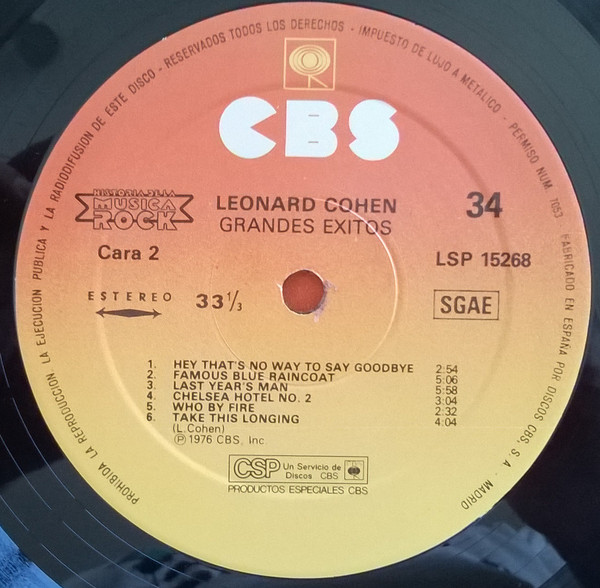 PROHIBIDA LA REPRODUCCION LA EJECUCION PUBLICA Y LA RADIODIFUSION DE ESTE DISCO - RESERVADOS TODOS LOS DERECHOS - IMPUESTO DE LUJO A METALICO - PERMISO NUM. 7053
FABRICADO EN ESPAÑA POR DISCOS CBS, S. A. MADRID
CBS
HISTORIA DE LA
MUSICA
ROCK
LEONARD COHEN
GRANDES EXITOS
34
Cara 2
LSP 15268
ESTEREO
33 1/3
SGAE
1. HEY THAT'S NO WAY TO SAY GOODBYE 2:54
2. FAMOUS BLUE RAINCOAT 5:06
3. LAST YEAR'S MAN 5:58
4. CHELSEA HOTEL NO. 2 3:04
5. WHO BY FIRE 2:32
6. TAKE THIS LONGING 4:04
(L.Cohen)
℗ 1976 CBS, Inc
CSP Un Servicio de
Discos CBS
PRODUCTOS ESPECIALES CBS